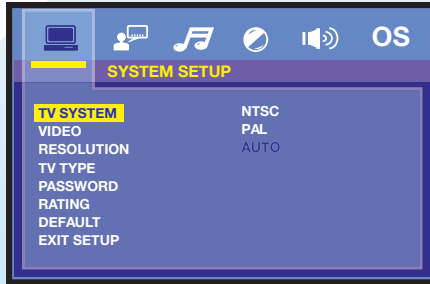 OS
SYSTEM SETUP
TV SYSTEM NTSC
VIDEO PAL
RESOLUTION AUTO
TV TYPE
PASSWORD
RATING
DEFAULT
EXIT SETUP